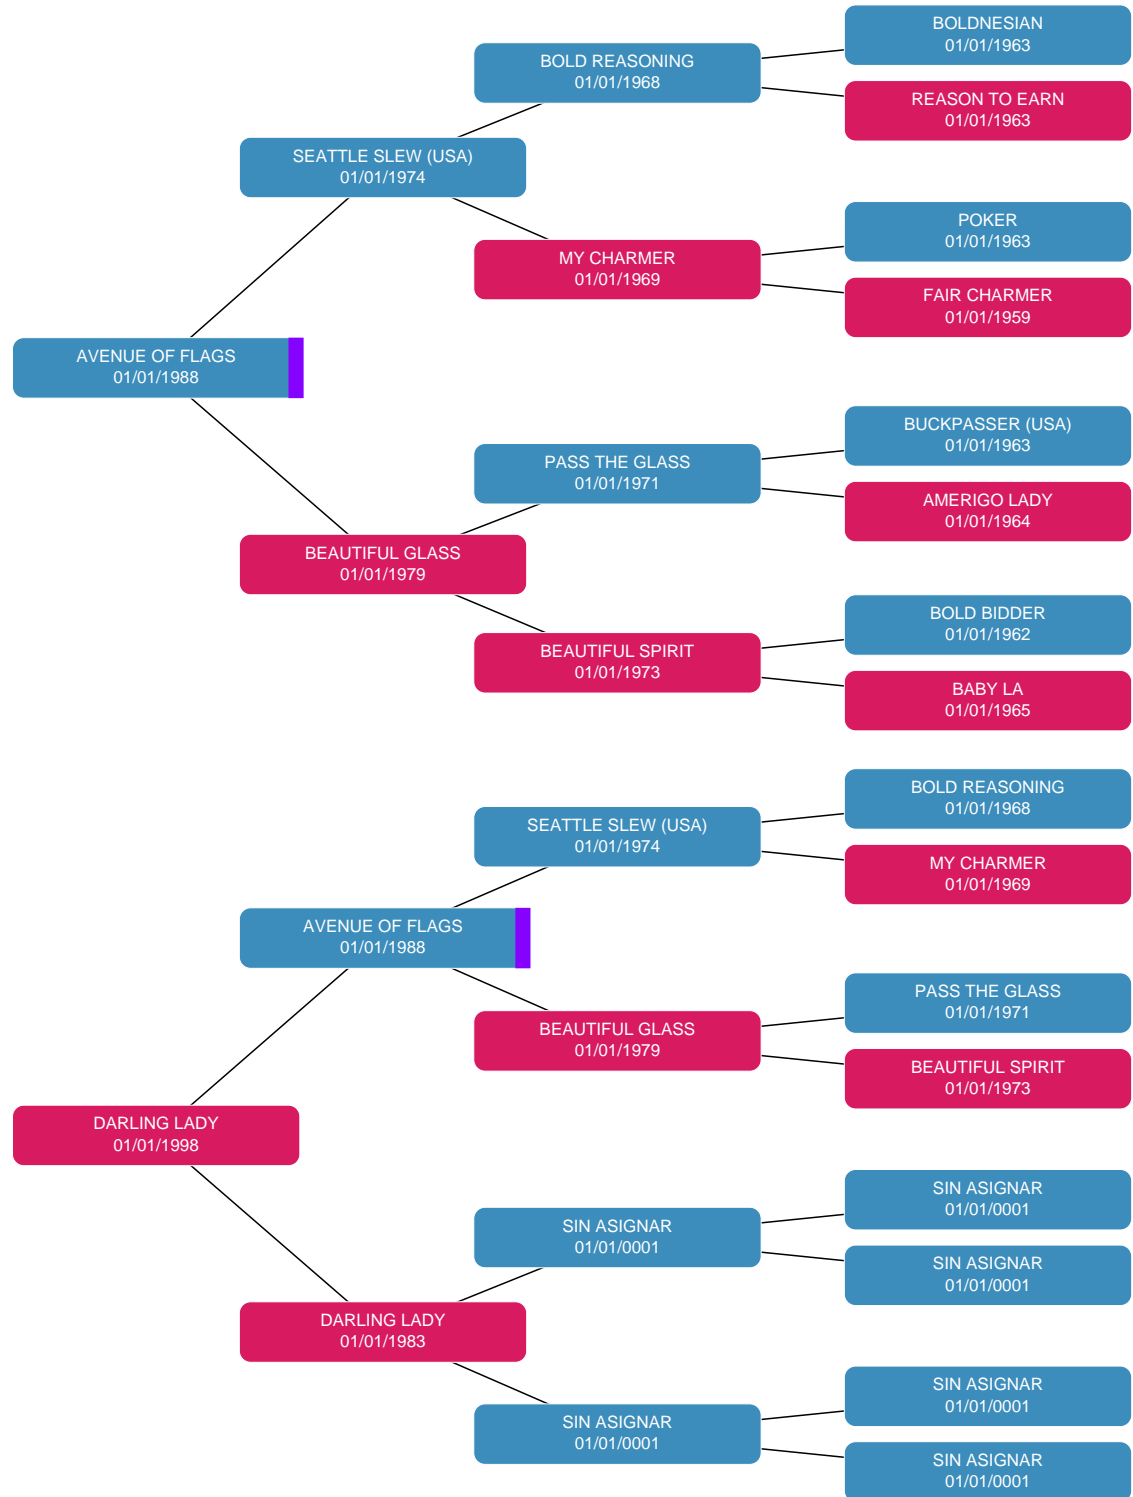 BOLDNESIAN
01/01/1963
BOLD REASONING
01/01/1968
REASON TO EARN
01/01/1963
SEATTLE SLEW (USA)
01/01/1974
POKER
01/01/1963
MY CHARMER
01/01/1969
FAIR CHARMER
01/01/1959
AVENUE OF FLAGS
01/01/1988
BUCKPASSER (USA)
01/01/1963
PASS THE GLASS
01/01/1971
AMERIGO LADY
01/01/1964
BEAUTIFUL GLASS
01/01/1979
BOLD BIDDER
01/01/1962
BEAUTIFUL SPIRIT
01/01/1973
BABY LA
01/01/1965
BOLD REASONING
01/01/1968
SEATTLE SLEW (USA)
01/01/1974
MY CHARMER
01/01/1969
AVENUE OF FLAGS
01/01/1988
PASS THE GLASS
01/01/1971
BEAUTIFUL GLASS
01/01/1979
BEAUTIFUL SPIRIT
01/01/1973
DARLING LADY
01/01/1998
SIN ASIGNAR
01/01/0001
SIN ASIGNAR
01/01/0001
SIN ASIGNAR
01/01/0001
DARLING LADY
01/01/1983
SIN ASIGNAR
01/01/0001
SIN ASIGNAR
01/01/0001
SIN ASIGNAR
01/01/0001